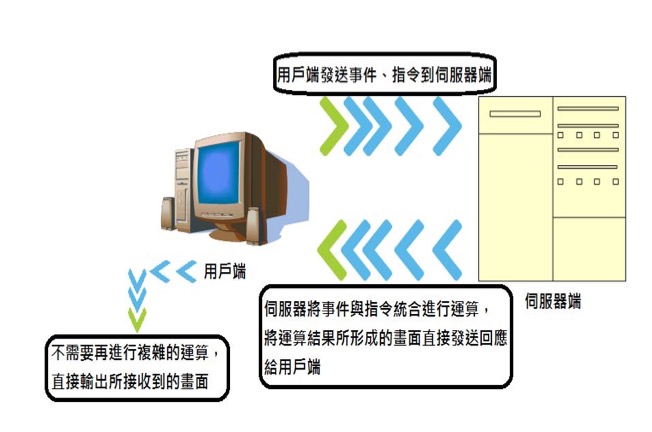 用戶端發送事件、指令到伺服器端
用戶端
伺服器端
伺服器將事件與指令統合進行運算，
將運算結果所形成的畫面直接發送回應
給用戶端
不需要再進行複雜的運算，
直接輸出所接收到的畫面